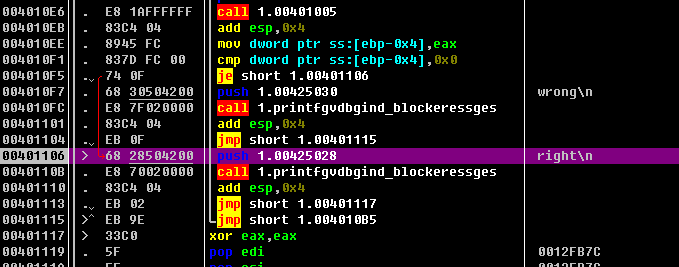 004010E6 . E8 1AFFFFFF call 1.00401005
004010EB . 83C4 04 add esp,0x4
004010EE . 8945 FC mov dword ptr ss:[ebp-0x4],eax
004010F1 . 837D FC 00 cmp dword ptr ss:[ebp-0x4],0x0
004010F5 .˅ 74 0F je short 1.00401106
004010F7 . 68 30504200 push 1.00425030 wrong\n
004010FC . E8 7F020000 call 1.printfgvdbgind_blockeressges
00401101 . 83C4 04 add esp,0x4
00401104 .˅ EB 0F jmp short 1.00401115
00401106 > 68 28504200 push 1.00425028 right\n
0040110B . E8 70020000 call 1.printfgvdbgind_blockeressges
00401110 . 83C4 04 add esp,0x4
00401113 .˅ EB 02 jmp short 1.00401117
00401115 >^ EB 9E jmp short 1.004010B5
00401117 > 33C0 xor eax,eax
00401119 . 5F pop edi 0012FB7C